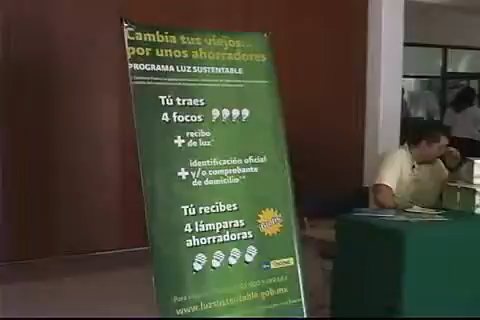 Cambia tus viejos...
por unos ahorradores
PROGRAMA LUZ SUSTENTABLE
Tú traes
4 focos
+ recibo
de luz*
+ identificación oficial
y/o comprobante
de domicilio**
Tú recibes
4 lámparas
ahorradoras
¡Gratis!
www.luzsustentable.gob.mx